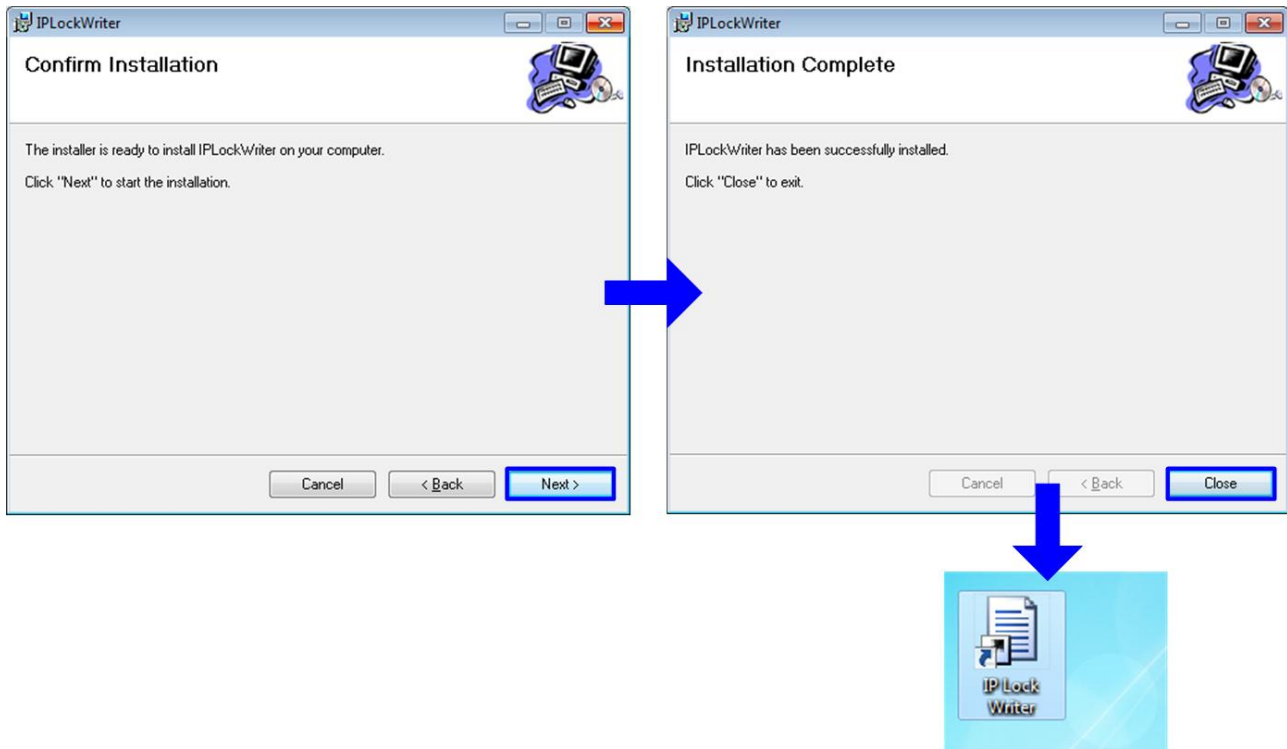 IPLockWriter
Confirm Installation
The installer is ready to install IPLockWriter on your computer.
Click "Next" to start the installation.
Cancel
< Back
Next >
IPLockWriter
Installation Complete
IPLockWriter has been successfully installed.
Click "Close" to exit.
Cancel
< Back
Close
IP Lock
Writer